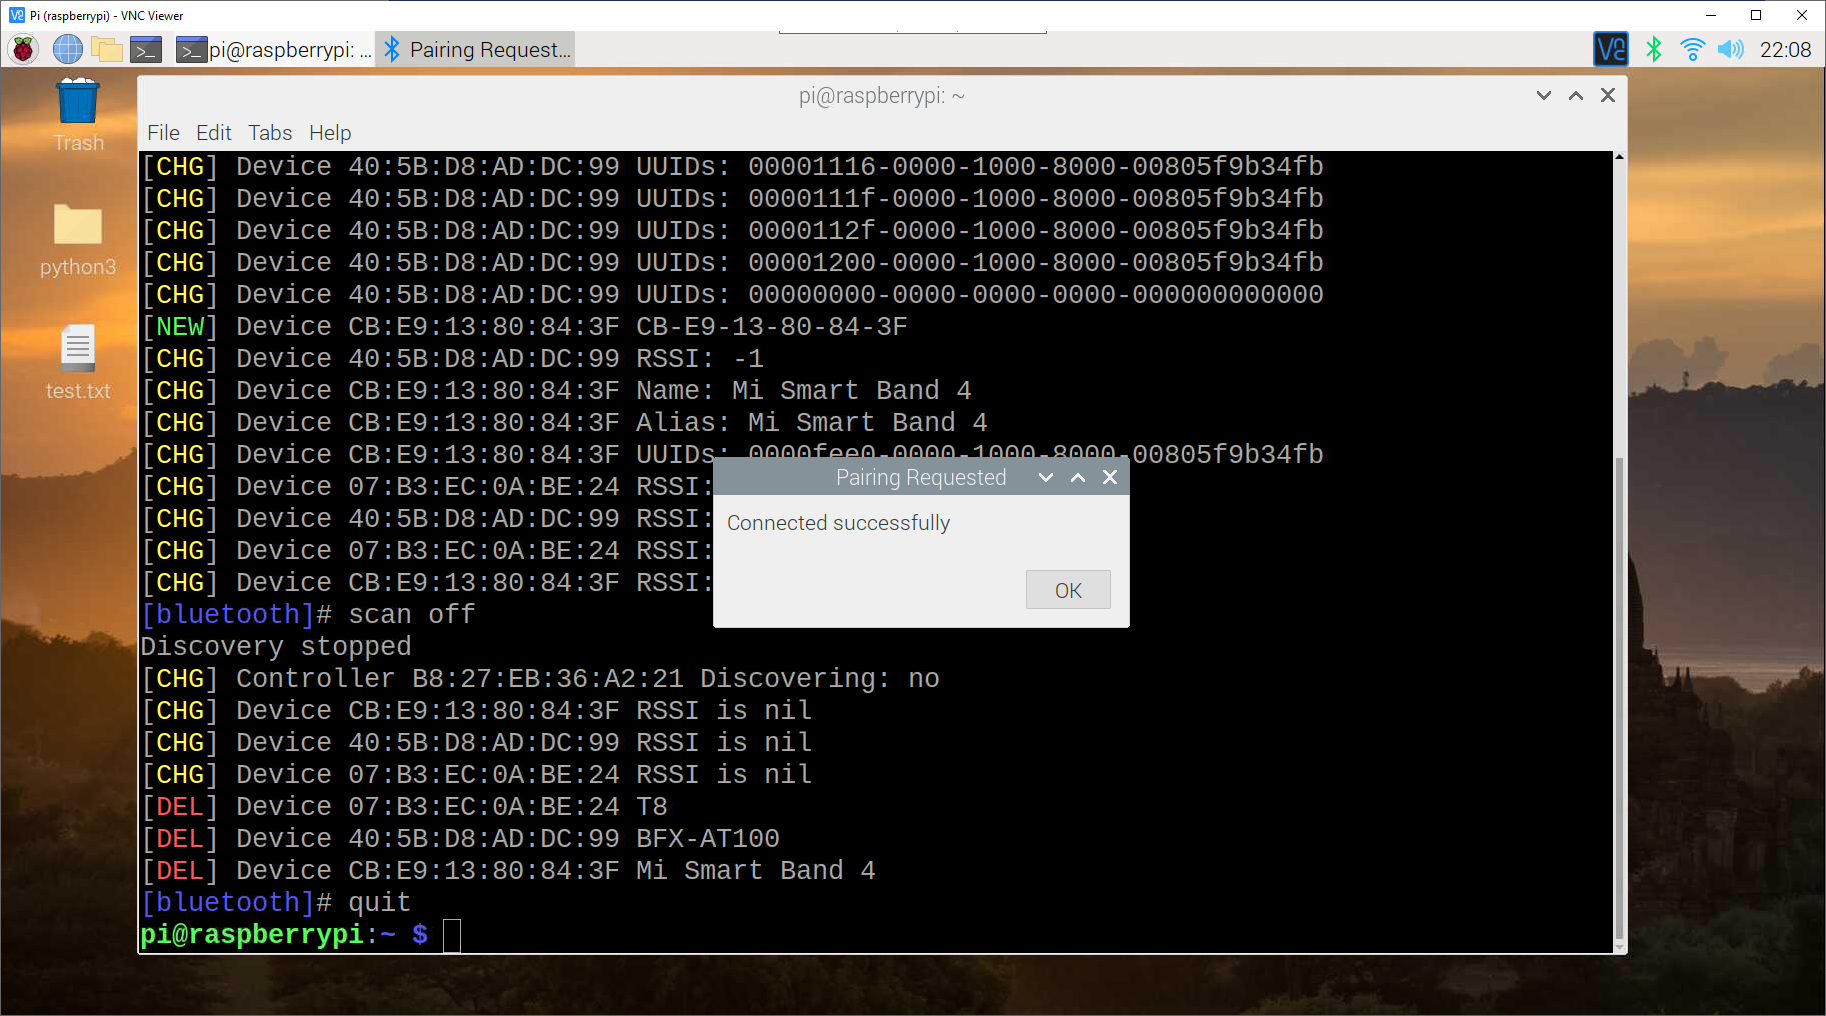 Pi (raspberrypi) - VNC Viewer
pi@raspberrypi: ...
Pairing Request...
22:08
Trash
python3
test.txt
pi@raspberrypi: ~
File Edit Tabs Help
[CHG] Device 40:5B:D8:AD:DC:99 UUIDs: 00001116-0000-1000-8000-00805f9b34fb
[CHG] Device 40:5B:D8:AD:DC:99 UUIDs: 0000111f-0000-1000-8000-00805f9b34fb
[CHG] Device 40:5B:D8:AD:DC:99 UUIDs: 0000112f-0000-1000-8000-00805f9b34fb
[CHG] Device 40:5B:D8:AD:DC:99 UUIDs: 00001200-0000-1000-8000-00805f9b34fb
[CHG] Device 40:5B:D8:AD:DC:99 UUIDs: 00000000-0000-0000-0000-000000000000
[NEW] Device CB:E9:13:80:84:3F CB-E9-13-80-84-3F
[CHG] Device 40:5B:D8:AD:DC:99 RSSI: -1
[CHG] Device CB:E9:13:80:84:3F Name: Mi Smart Band 4
[CHG] Device CB:E9:13:80:84:3F Alias: Mi Smart Band 4
[CHG] Device CB:E9:13:80:84:3F UUIDs: 0000fee0-0000-1000-8000-00805f9b34fb
[CHG] Device 07:B3:EC:0A:BE:24 RSSI:
[CHG] Device 40:5B:D8:AD:DC:99 RSSI:
[CHG] Device 07:B3:EC:0A:BE:24 RSSI:
[CHG] Device CB:E9:13:80:84:3F RSSI:
[bluetooth]# scan off
Discovery stopped
[CHG] Controller B8:27:EB:36:A2:21 Discovering: no
[CHG] Device CB:E9:13:80:84:3F RSSI is nil
[CHG] Device 40:5B:D8:AD:DC:99 RSSI is nil
[CHG] Device 07:B3:EC:0A:BE:24 RSSI is nil
[DEL] Device 07:B3:EC:0A:BE:24 T8
[DEL] Device 40:5B:D8:AD:DC:99 BFX-AT100
[DEL] Device CB:E9:13:80:84:3F Mi Smart Band 4
[bluetooth]# quit
pi@raspberrypi:~ $
Pairing Requested
Connected successfully
OK